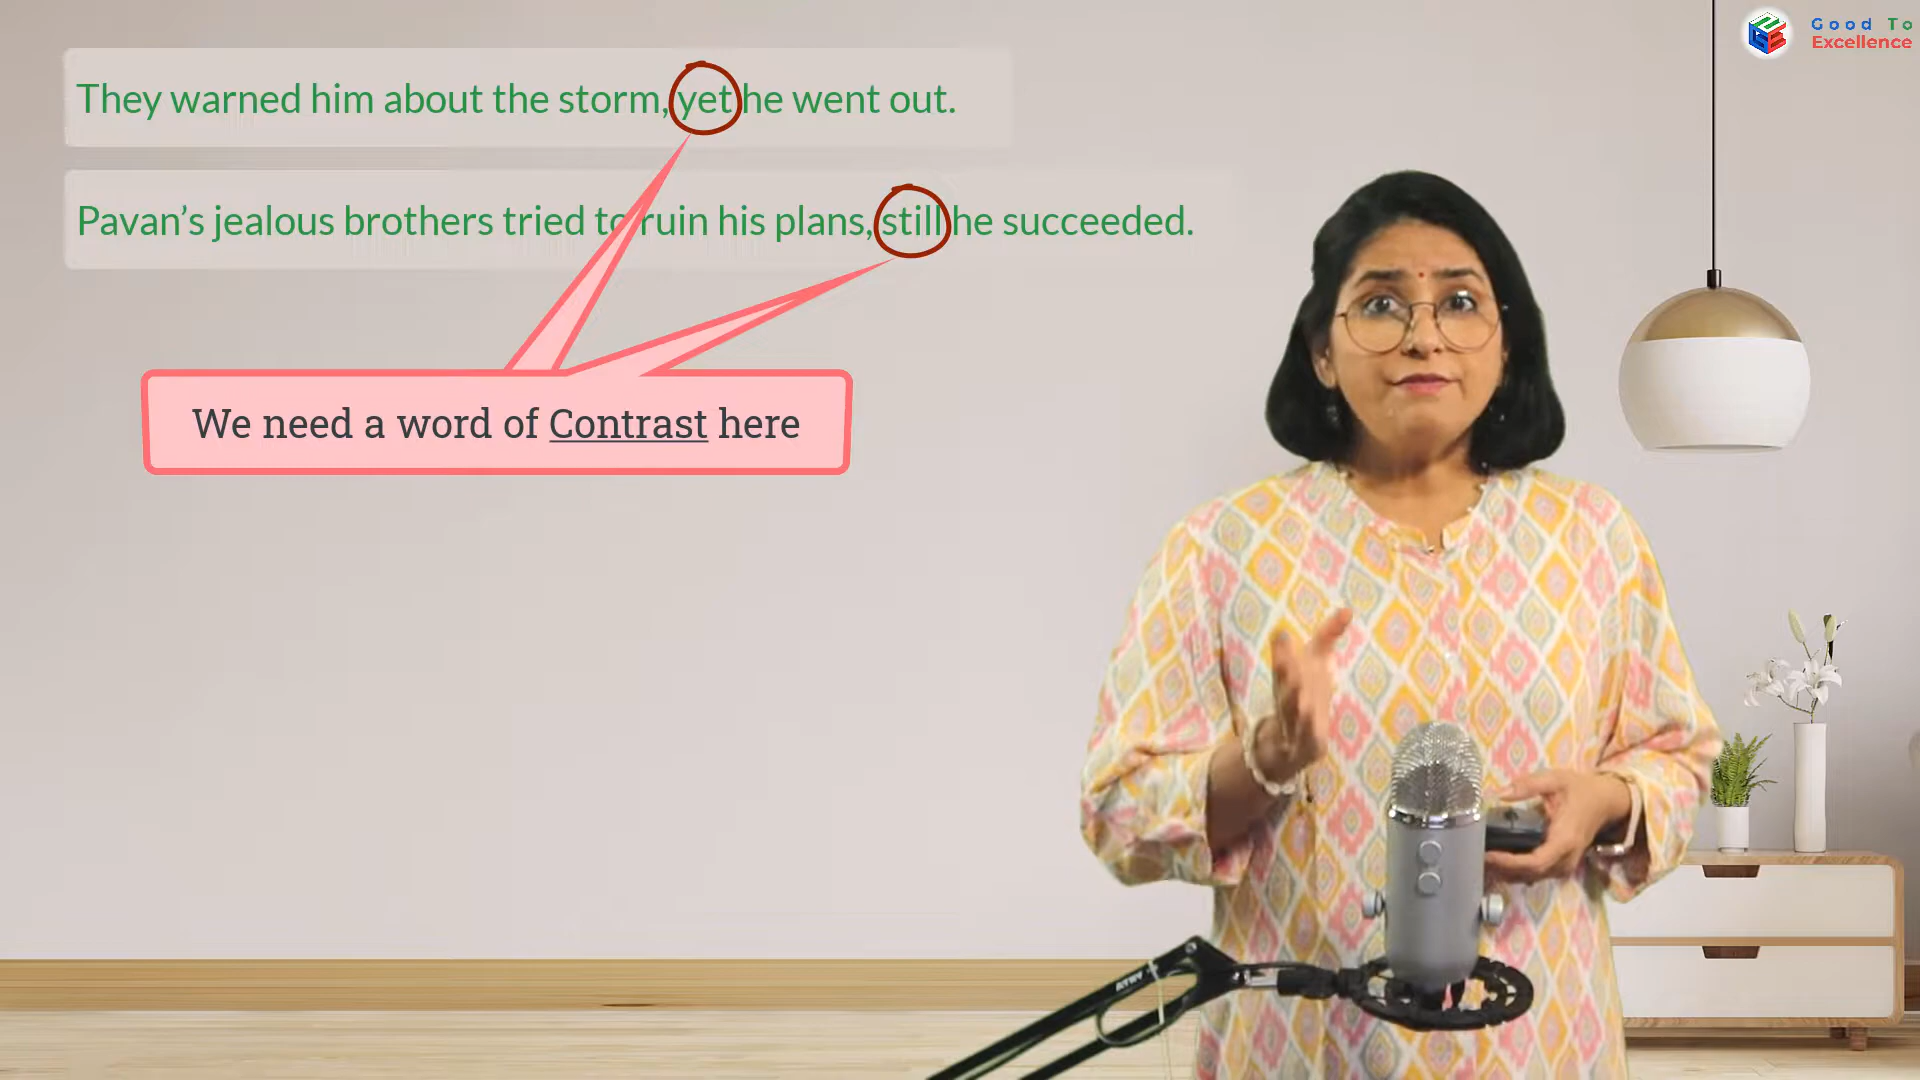 Good To
Excellence
They warned him about the storm, yet he went out.
Pavan’s jealous brothers tried to ruin his plans, still he succeeded.
We need a word of Contrast here